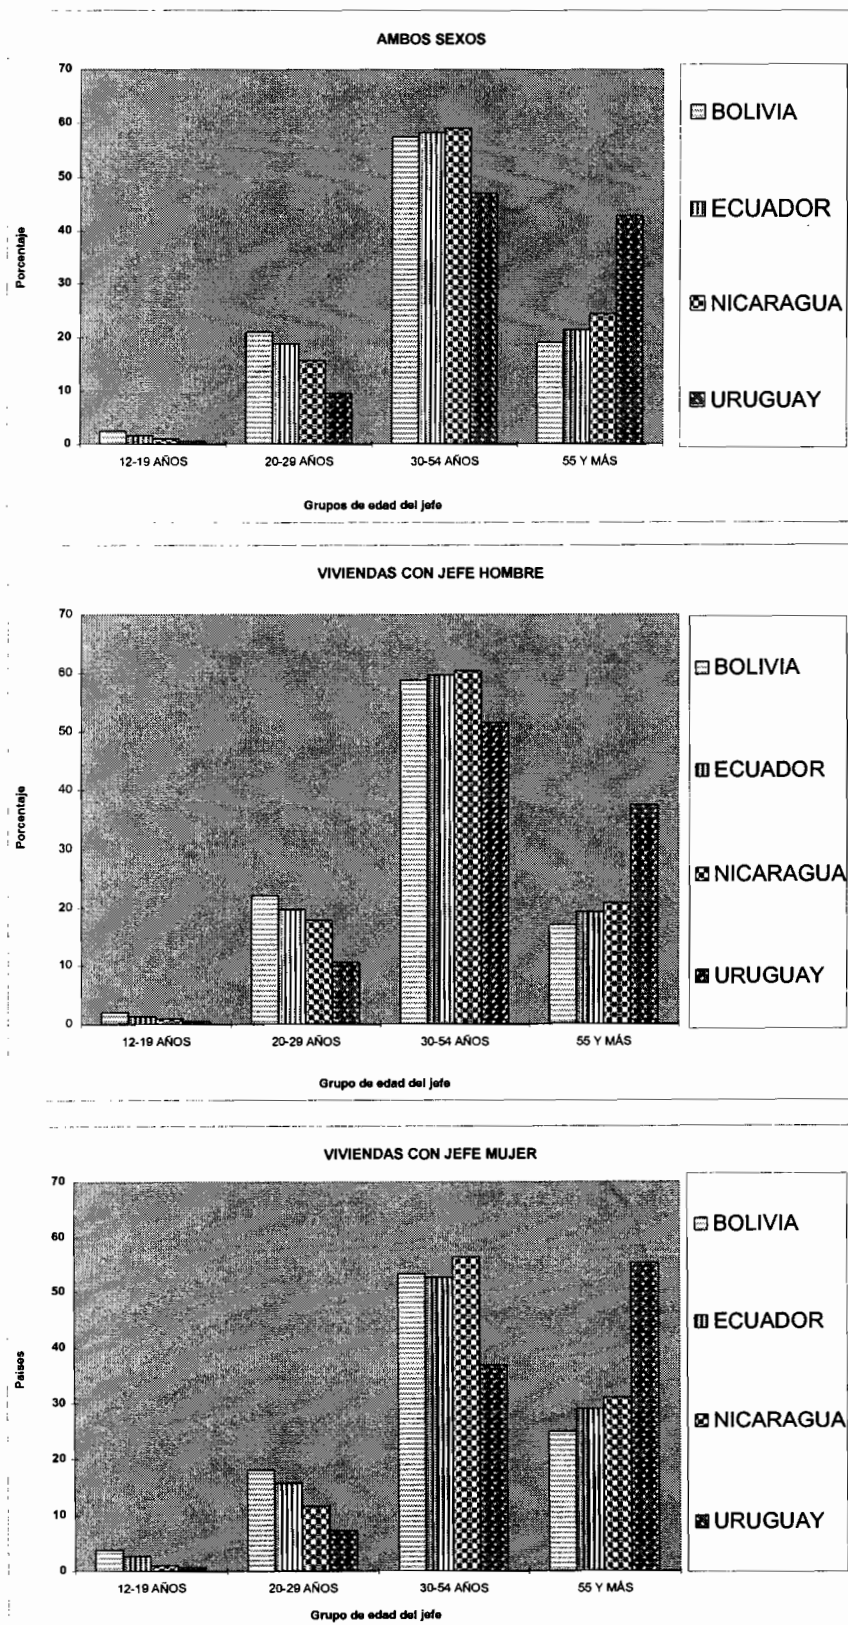 AMBOS SEXOS
70
60
50
40
30
20
10
0
Porcentaje
12-19 AÑOS
20-29 AÑOS
30-54 AÑOS
55 Y MÁS
Grupos de edad del jefe
BOLIVIA
ECUADOR
NICARAGUA
URUGUAY
VIVIENDAS CON JEFE HOMBRE
70
60
50
40
30
20
10
0
Porcentaje
12-19 AÑOS
20-29 AÑOS
30-54 AÑOS
55 Y MÁS
Grupo de edad del jefe
BOLIVIA
ECUADOR
NICARAGUA
URUGUAY
VIVIENDAS CON JEFE MUJER
70
60
50
40
30
20
10
0
Países
12-19 AÑOS
20-29 AÑOS
30-54 AÑOS
55 Y MÁS
Grupo de edad del jefe
BOLIVIA
ECUADOR
NICARAGUA
URUGUAY